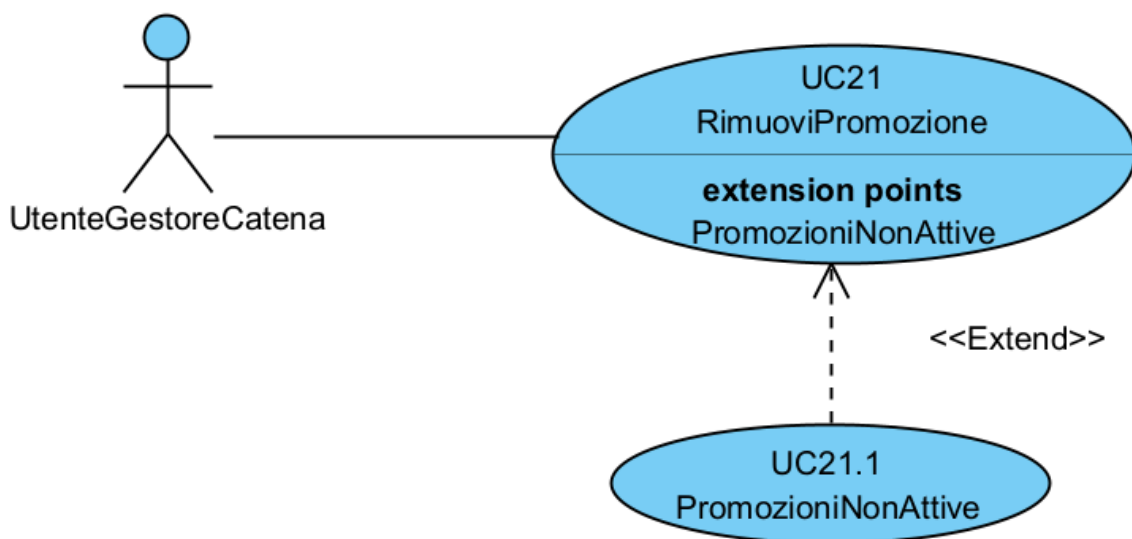 UC21
RimuoviPromozione
extension points
PromozioniNonAttive
UtenteGestoreCatena
<<Extend>>
UC21.1
PromozioniNonAttive